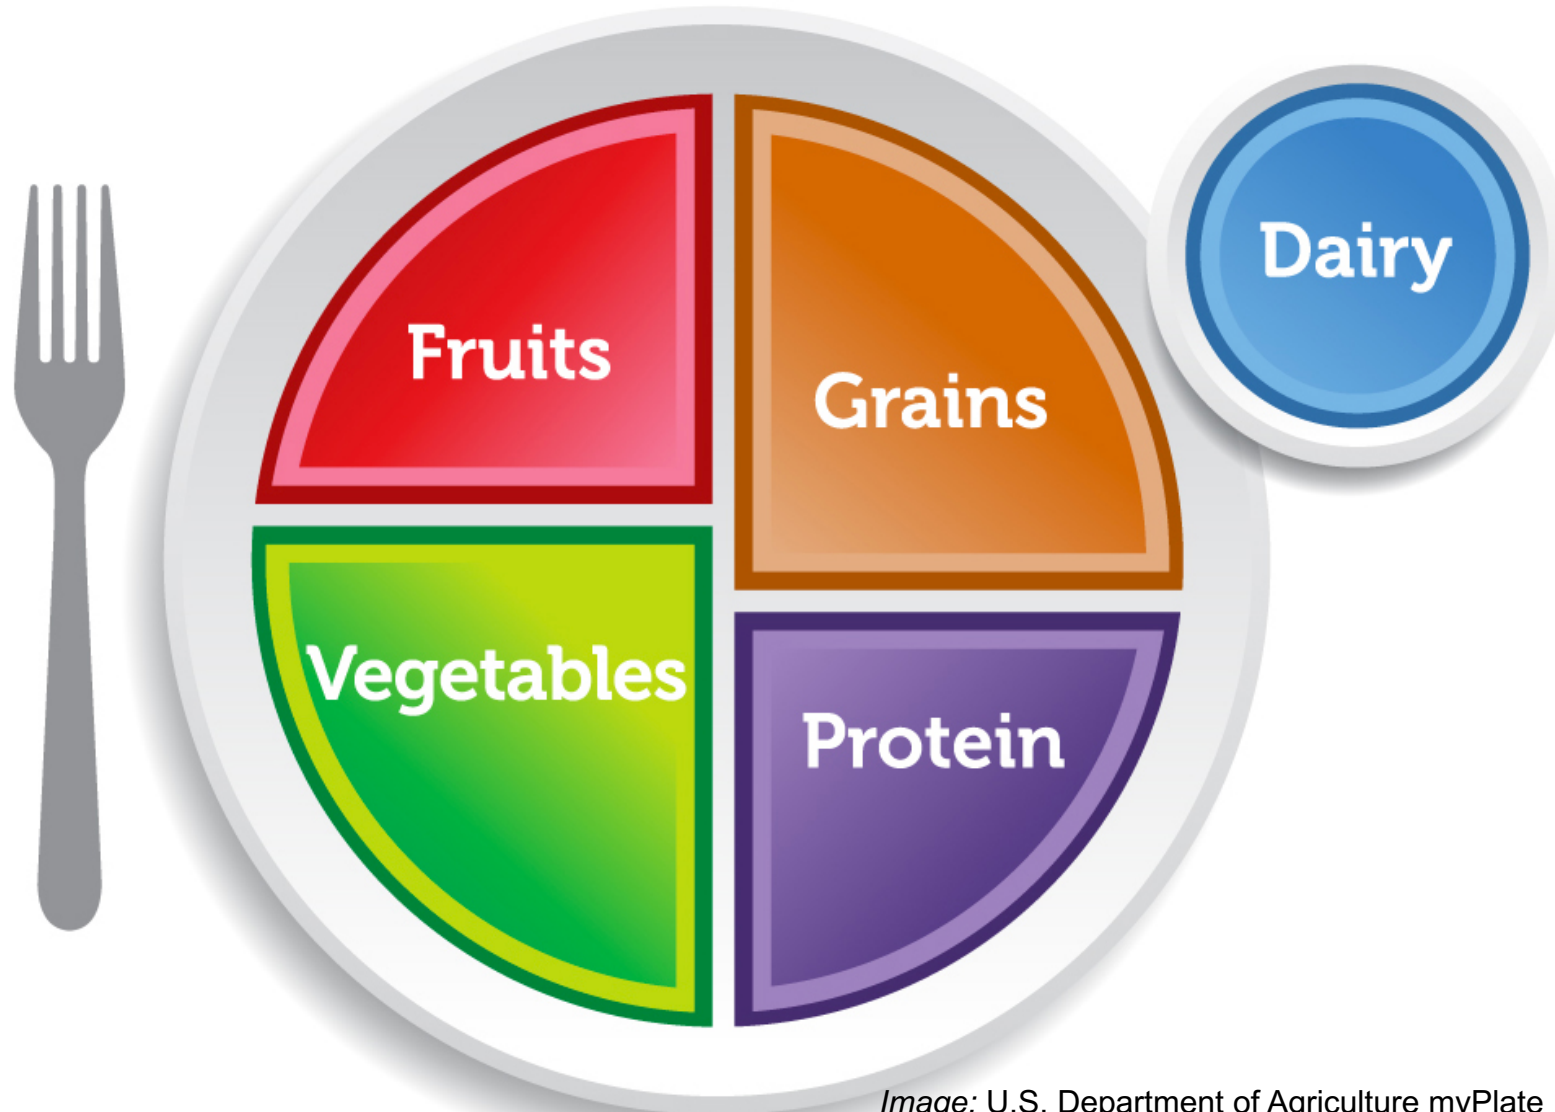 Fruits
Grains
Dairy
Vegetables
Protein
Image: U.S. Department of Agriculture myPlate